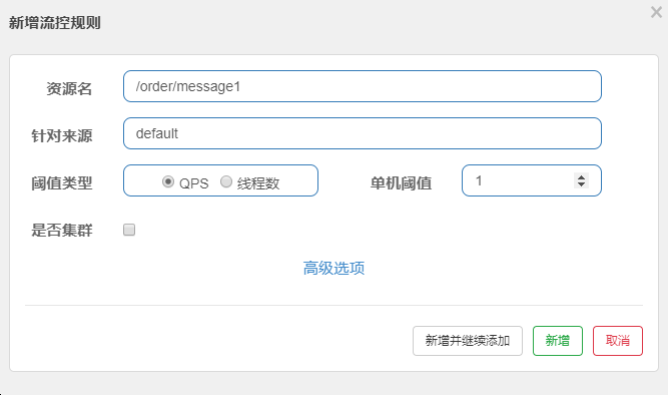 新增流控规则
资源名 /order/message1
针对来源 default
阈值类型 QPS 线程数 单机阈值 1
是否集群
高级选项
新增并继续添加 新增 取消